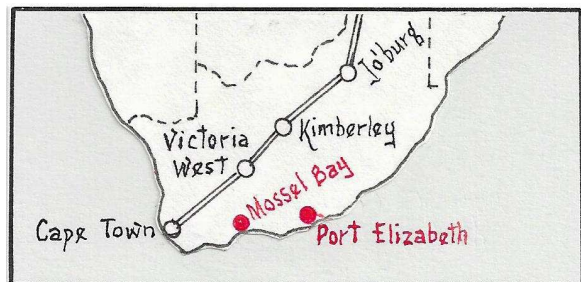 Jo'burg
Kimberley
Victoria
West
Mossel Bay
Cape Town
Port Elizabeth